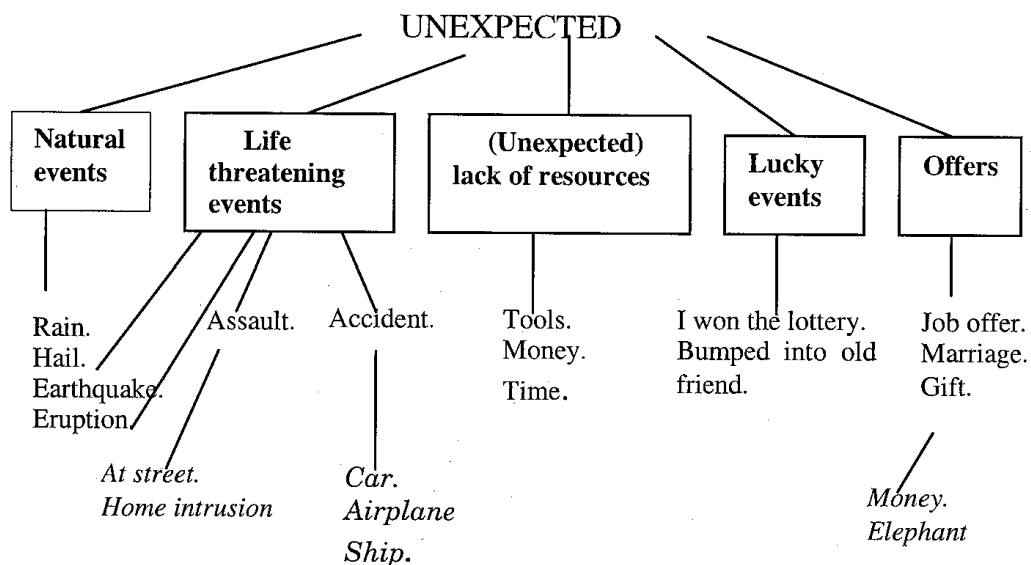 UNEXPECTED
Natural
events
Life
threatening
events
(Unexpected)
lack of resources
Lucky
events
Offers
Rain.
Hail.
Earthquake.
Eruption.
Assault.
Accident.
Tools.
Money.
Time.
I won the lottery.
Bumped into old
friend.
Job offer.
Marriage.
Gift.
At street.
Home intrusion
Car.
Airplane
Ship.
Money.
Elephant